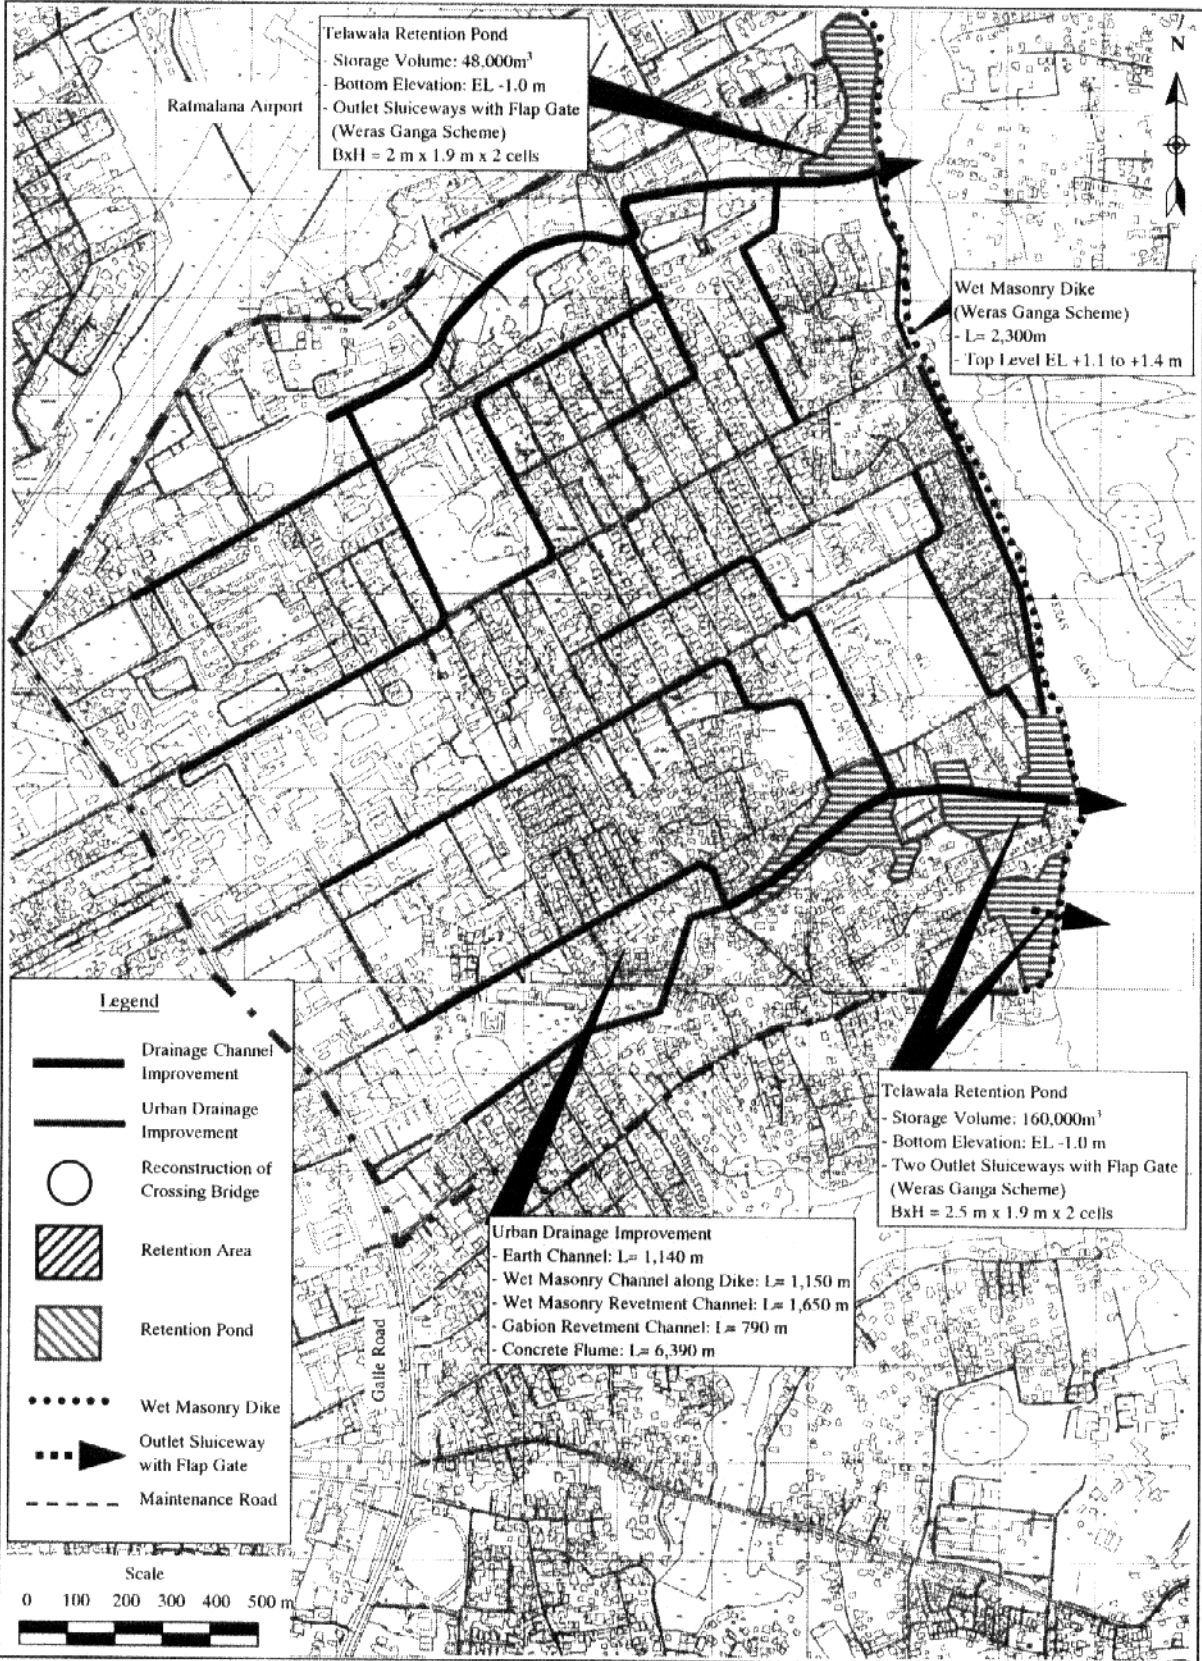 Telawala Retention Pond
- Storage Volume: 48,000m³
- Bottom Elevation: EL -1.0 m
- Outlet Sluiceways with Flap Gate
(Weras Ganga Scheme)
BxH = 2 m x 1.9 m x 2 cells
N
Ratmalana Airport
Wet Masonry Dike
(Weras Ganga Scheme)
- L= 2,300m
- Top Level EL +1.1 to +1.4 m
WERAS
GANGA
Telawala Retention Pond
- Storage Volume: 160,000m³
- Bottom Elevation: EL -1.0 m
- Two Outlet Sluiceways with Flap Gate
(Weras Ganga Scheme)
BxH = 2.5 m x 1.9 m x 2 cells
Urban Drainage Improvement
- Earth Channel: L= 1,140 m
- Wet Masonry Channel along Dike: L= 1,150 m
- Wet Masonry Revetment Channel: L= 1,650 m
- Gabion Revetment Channel: L= 790 m
- Concrete Flume: L= 6,390 m
Galle Road
Legend
Drainage Channel
Improvement
Urban Drainage
Improvement
Reconstruction of
Crossing Bridge
Retention Area
Retention Pond
Wet Masonry Dike
Outlet Sluiceway
with Flap Gate
Maintenance Road
Scale
0 100 200 300 400 500 m